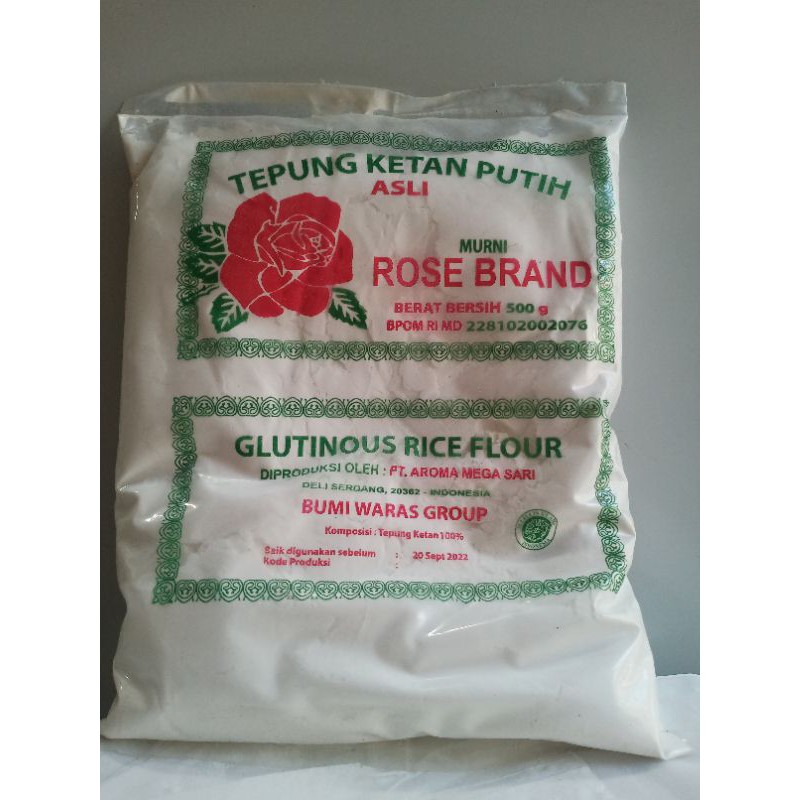 TEPUNG KETAN PUTIH
ASLI
MURNI
ROSE BRAND
BERAT BERSIH 500 g
BPOM RI MD 228102002076
GLUTINOUS RICE FLOUR
DIPRODUKSI OLEH : PT. AROMA MEGA SARI
DELI SERDANG, 20362 - INDONESIA
BUMI WARAS GROUP
Komposisi : Tepung Ketan 100%
Baik digunakan sebelum : 20 Sept 2022
Kode Produksi :